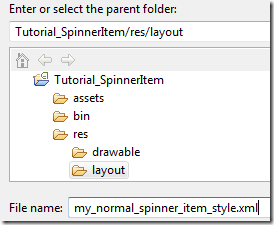 Enter or select the parent folder:
Tutorial_SpinnerItem/res/layout
Tutorial_SpinnerItem
assets
bin
res
drawable
layout
File name: my_normal_spinner_item_style.xml